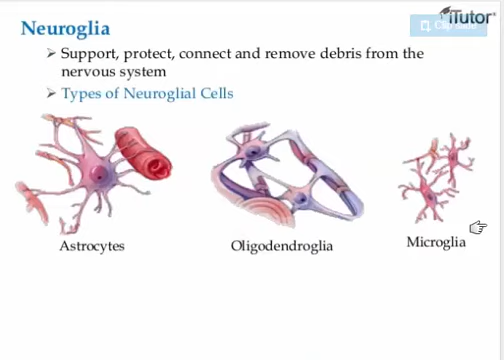 iTutor
Neuroglia
Support, protect, connect and remove debris from the
nervous system
Types of Neuroglial Cells
Astrocytes
Oligodendroglia
Microglia